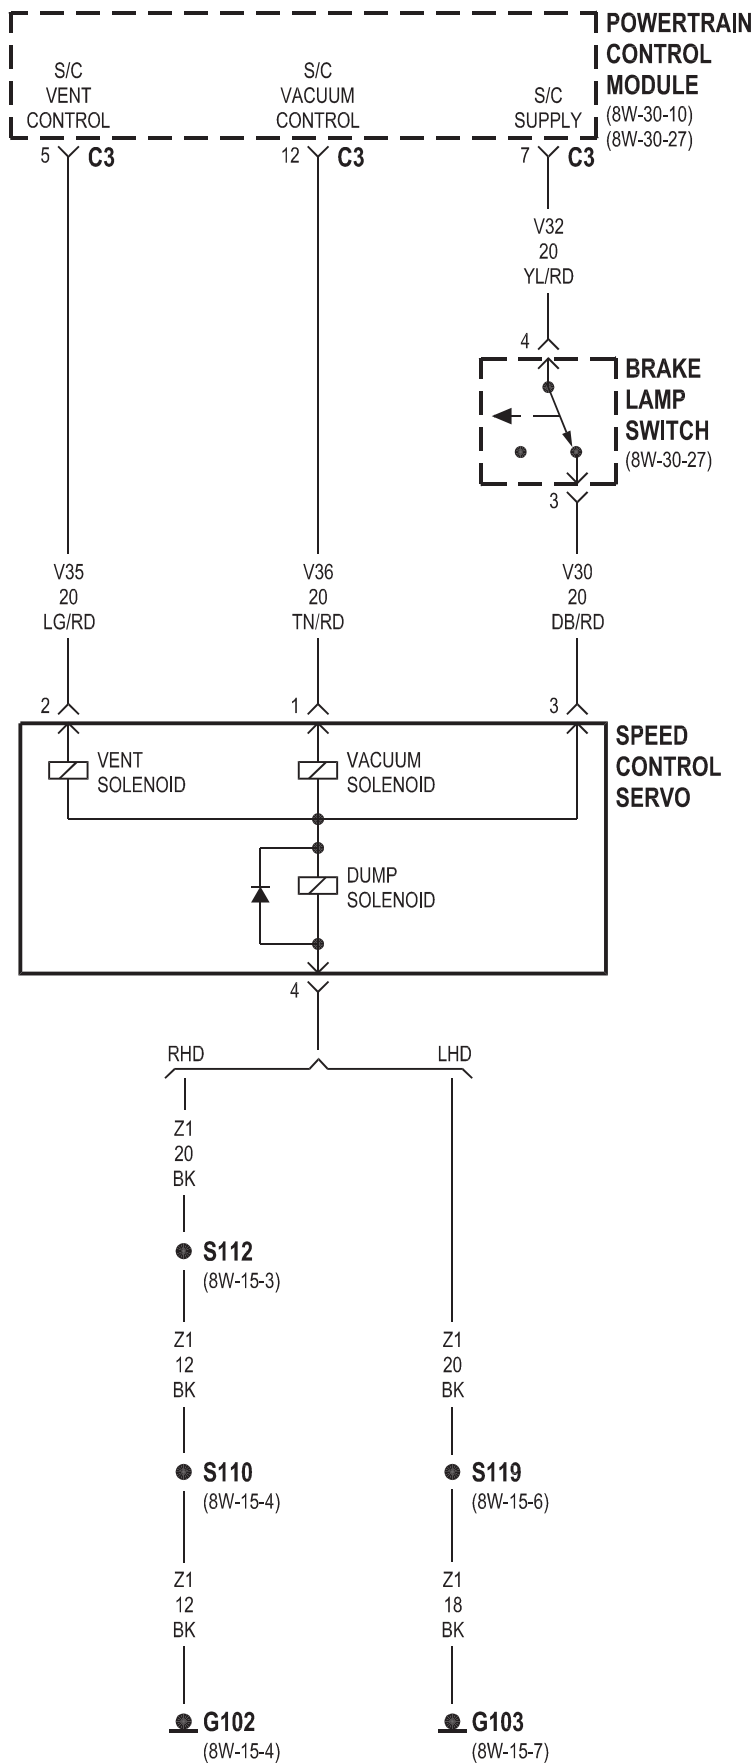 POWERTRAIN
CONTROL
MODULE
(8W-30-10)
(8W-30-27)
S/C
VENT
CONTROL
S/C
VACUUM
CONTROL
S/C
SUPPLY
5 C3
12 C3
7 C3
V32
20
YL/RD
4
BRAKE
LAMP
SWITCH
(8W-30-27)
3
V35
20
LG/RD
V36
20
TN/RD
V30
20
DB/RD
2
1
3
SPEED
CONTROL
SERVO
VENT
SOLENOID
VACUUM
SOLENOID
DUMP
SOLENOID
4
RHD
LHD
Z1
20
BK
S112
(8W-15-3)
Z1
12
BK
Z1
20
BK
S110
(8W-15-4)
S119
(8W-15-6)
Z1
12
BK
Z1
18
BK
G102
(8W-15-4)
G103
(8W-15-7)